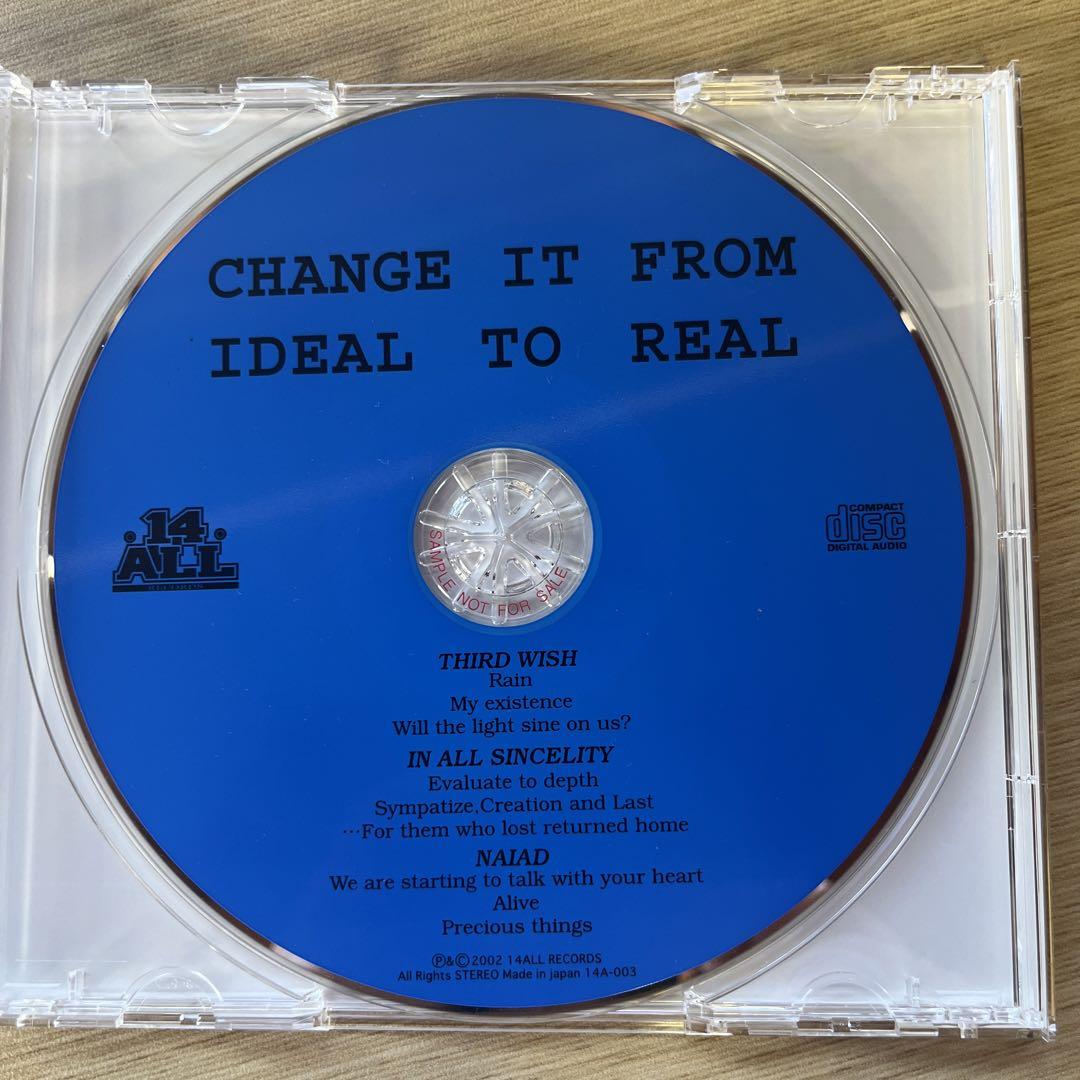 CHANGE IT FROM
IDEAL TO REAL
.14.
ALL
RECORDS
COMPACT
disc
DIGITAL AUDIO
SAMPLE NOT FOR SALE
THIRD WISH
Rain
My existence
Will the light sine on us?
IN ALL SINCELITY
Evaluate to depth
Sympatize,Creation and Last
…For them who lost returned home
NAIAD
We are starting to talk with your heart
Alive
Precious things
Ⓟ&Ⓒ2002 14ALL RECORDS
All Rights STEREO Made in japan 14A-003